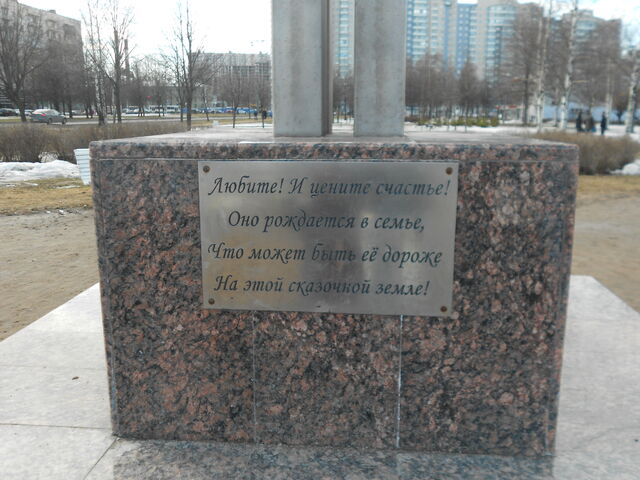 Любите! И цените счастье!
Оно рождается в семье,
Что может быть её дороже
На этой сказочной земле!